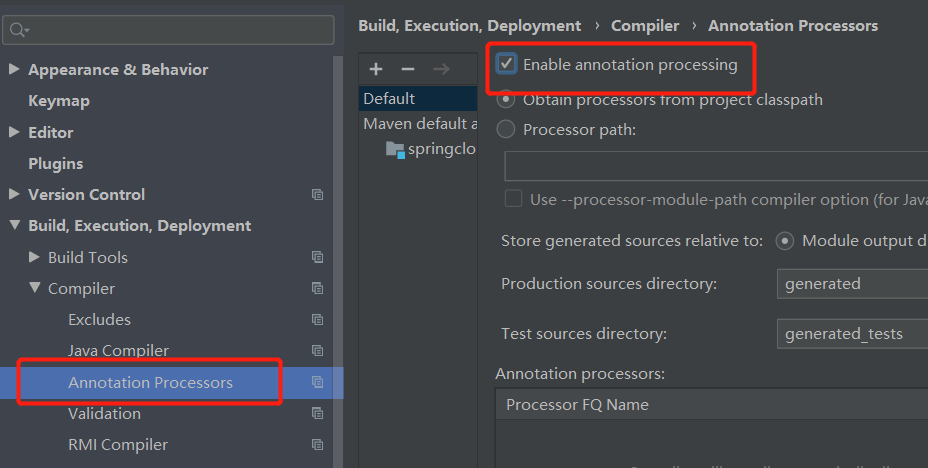 Appearance & Behavior
Keymap
Editor
Plugins
Version Control
Build, Execution, Deployment
Build Tools
Compiler
Excludes
Java Compiler
Annotation Processors
Validation
RMI Compiler
Build, Execution, Deployment › Compiler › Annotation Processors
Default
Maven default a
springclo
Enable annotation processing
Obtain processors from project classpath
Processor path:
Use --processor-module-path compiler option (for Java
Store generated sources relative to: Module output d
Production sources directory: generated
Test sources directory: generated_tests
Annotation processors:
Processor FQ Name